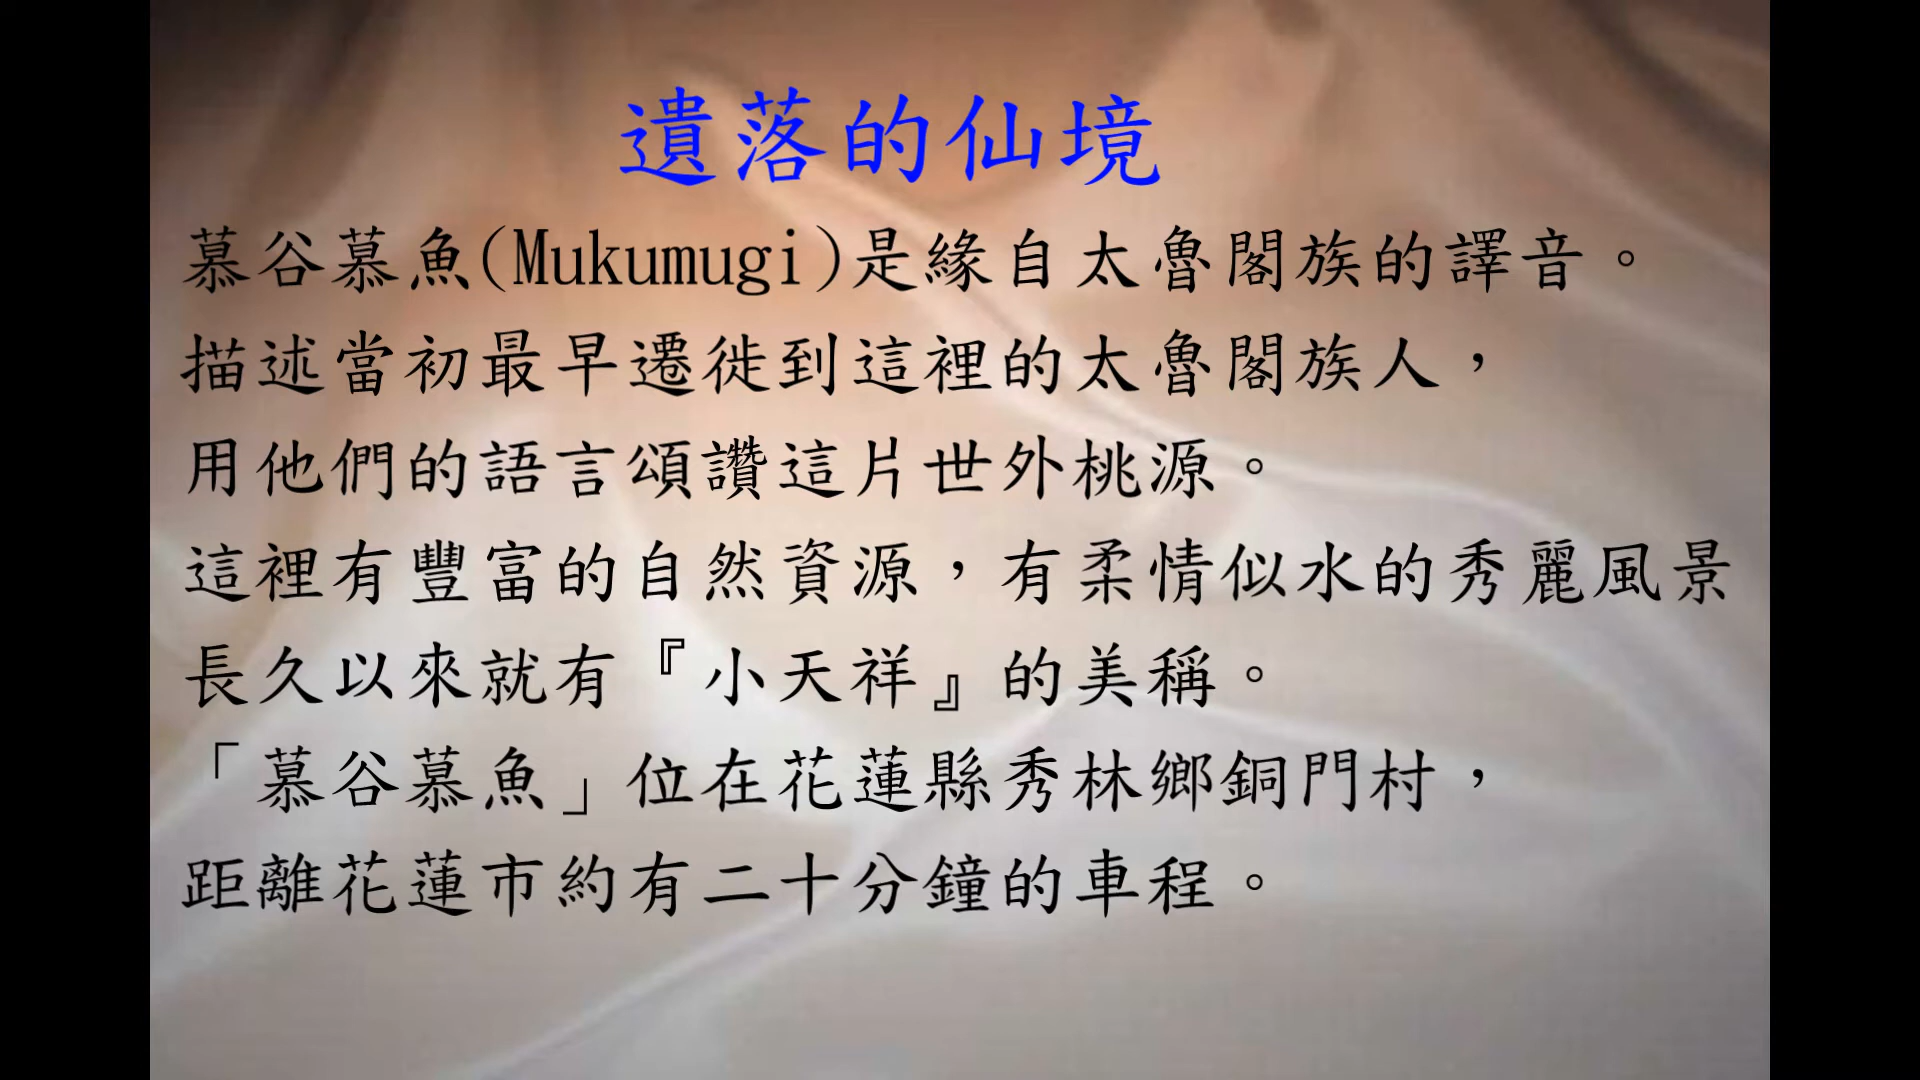 遺落的仙境
慕谷慕魚(Mukumugi)是緣自太魯閣族的譯音。
描述當初最早遷徙到這裡的太魯閣族人，
用他們的語言頌讚這片世外桃源。
這裡有豐富的自然資源，有柔情似水的秀麗風景
長久以來就有『小天祥』的美稱。
「慕谷慕魚」位在花蓮縣秀林鄉銅門村，
距離花蓮市約有二十分鐘的車程。